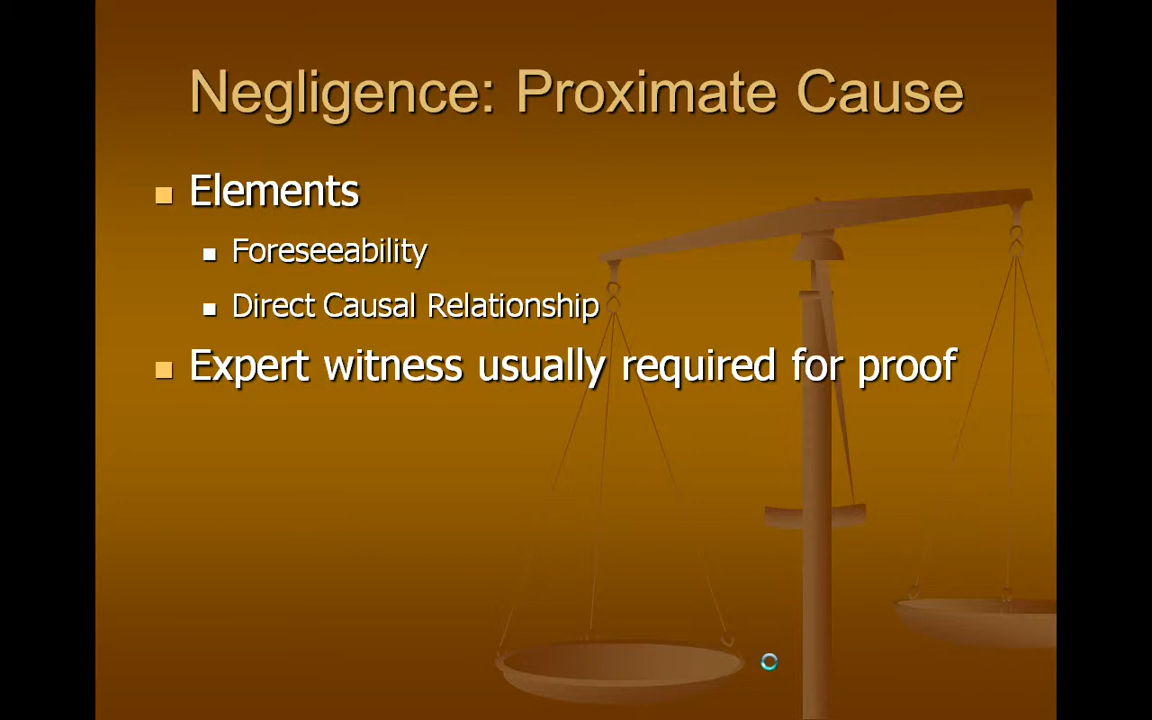 Negligence: Proximate Cause
Elements
Foreseeability
Direct Causal Relationship
Expert witness usually required for proof